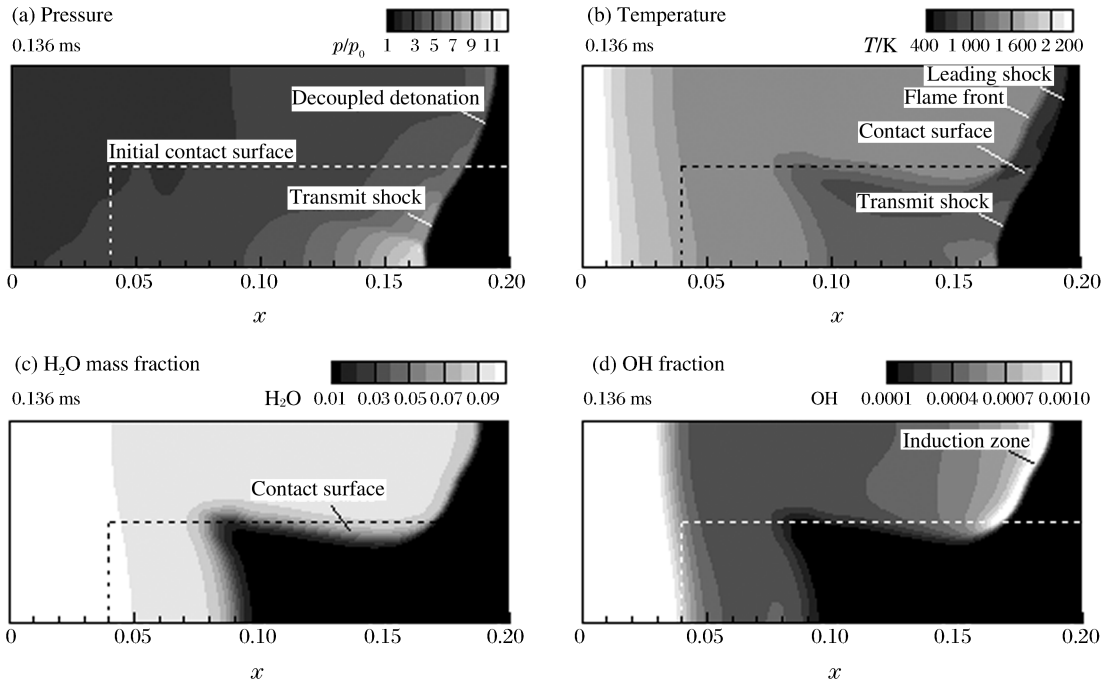 (a) Pressure
0.136 ms
p/p0
1 3 5 7 9 11
Decoupled detonation
Initial contact surface
Transmit shock
0 0.05 0.10 0.15 0.20
x
(b) Temperature
0.136 ms
T/K
400 1 000 1 600 2 200
Leading shock
Flame front
Contact surface
Transmit shock
0 0.05 0.10 0.15 0.20
x
(c) H2O mass fraction
0.136 ms
H2O
0.01 0.03 0.05 0.07 0.09
Contact surface
0 0.05 0.10 0.15 0.20
x
(d) OH fraction
0.136 ms
OH
0.0001 0.0004 0.0007 0.0010
Induction zone
0 0.05 0.10 0.15 0.20
x